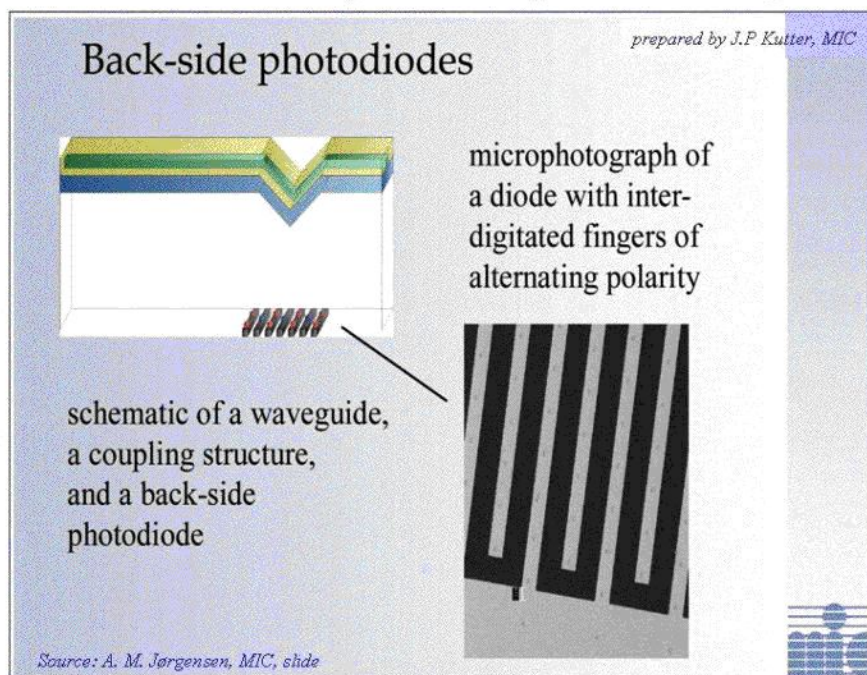 prepared by J.P Kutter, MIC
Back-side photodiodes
microphotograph of
a diode with inter-
digitated fingers of
alternating polarity
schematic of a waveguide,
a coupling structure,
and a back-side
photodiode
Source: A. M. Jørgensen, MIC, slide